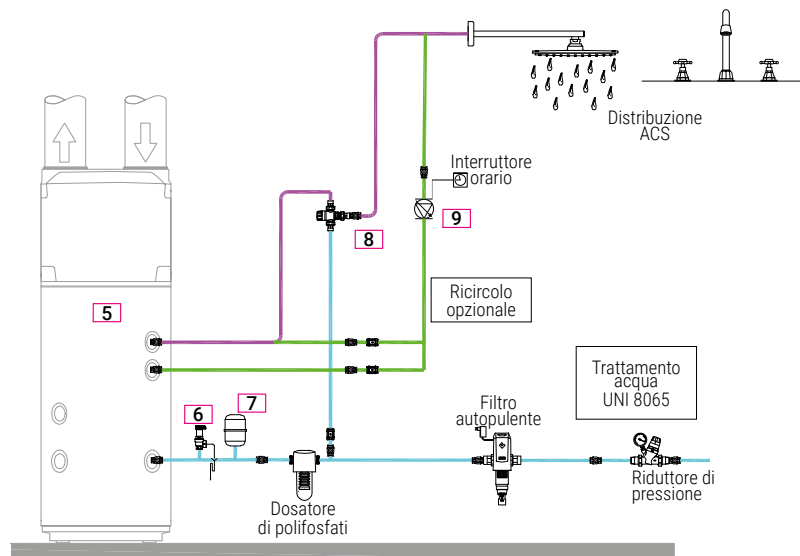 Distribuzione
ACS
Interruttore
orario
9
8
5
Ricircolo
opzionale
Trattamento
acqua
UNI 8065
7
6
Filtro
autopulente
Riduttore di
pressione
Dosatore
di polifosfati